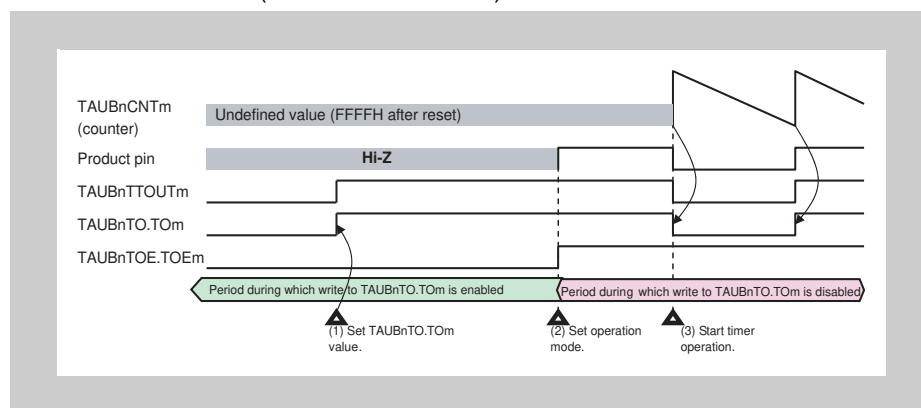 TAUBnCNTm
(counter)
Undefined value (FFFFH after reset)
Product pin
Hi-Z
TAUBnTTOUTm
TAUBnTO.TOm
TAUBnTOE.TOEm
Period during which write to TAUBnTO.TOm is enabled
Period during which write to TAUBnTO.TOm is disabled
(1) Set TAUBnTO.TOm
value.
(2) Set operation
mode.
(3) Start timer
operation.